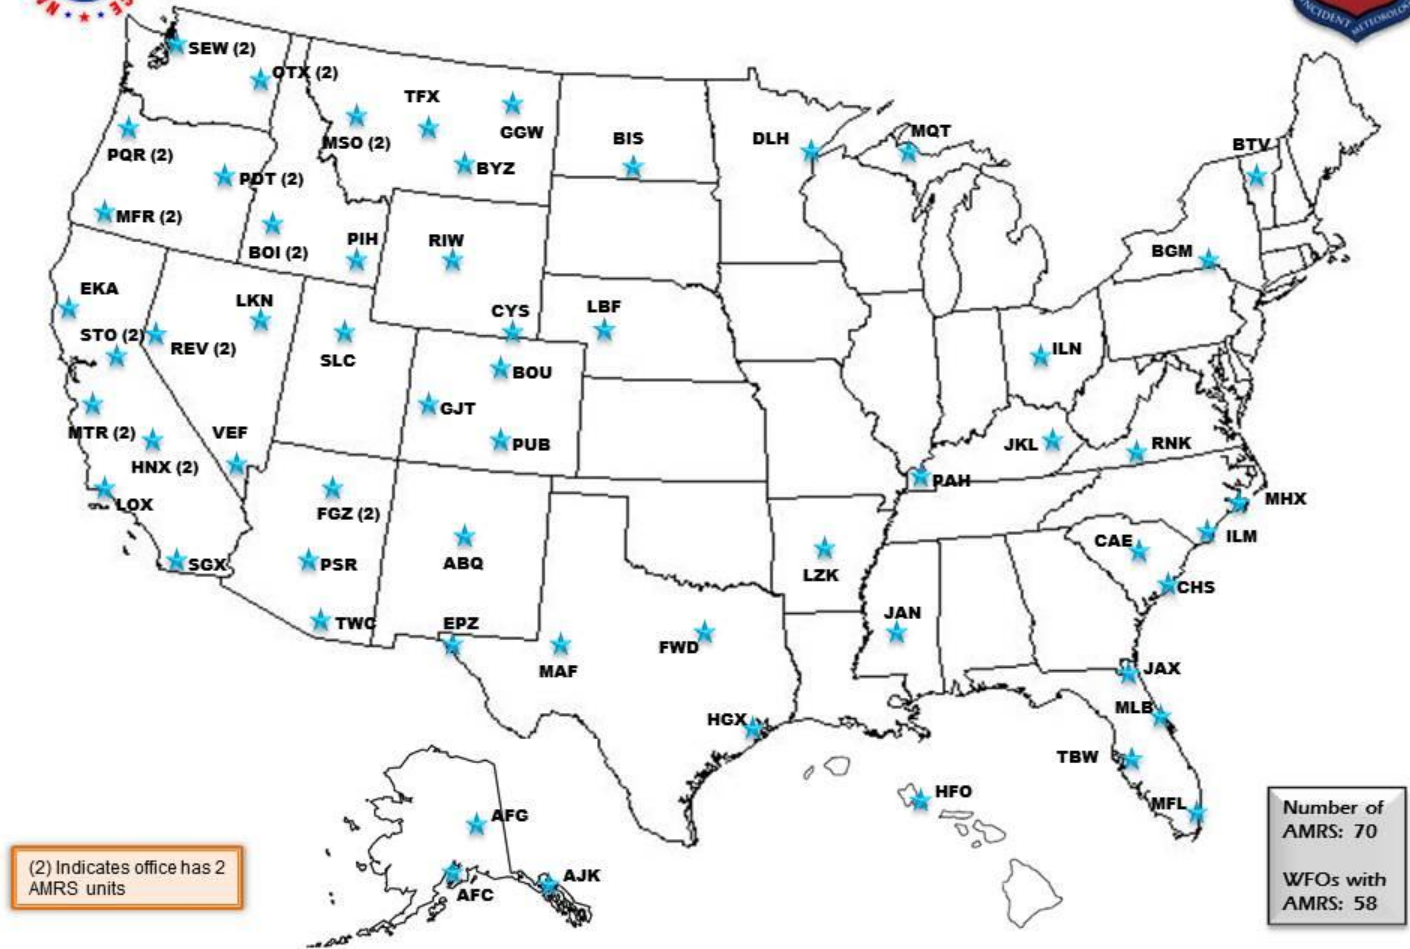 INCIDENT METEOROLOG
SEW (2)
OTX (2)
TFX
GGW
MSO (2)
PQR (2)
BIS
DLH
MQT
BTV
BYZ
PDT (2)
MFR (2)
BOI (2)
PIH
RIW
BGM
EKA
LKN
CYS
LBF
STO (2)
REV (2)
SLC
ILN
BOU
GJT
MTR (2)
VEF
PUB
JKL
RNK
HNX (2)
LOX
PAH
MHX
FGZ (2)
ILM
CAE
SGX
PSR
ABQ
LZK
CHS
TWC
EPZ
JAN
MAF
FWD
JAX
HGX
MLB
TBW
HFO
MFL
AFG
AFC
AJK
(2) Indicates office has 2
AMRS units
Number of
AMRS: 70
WFOs with
AMRS: 58